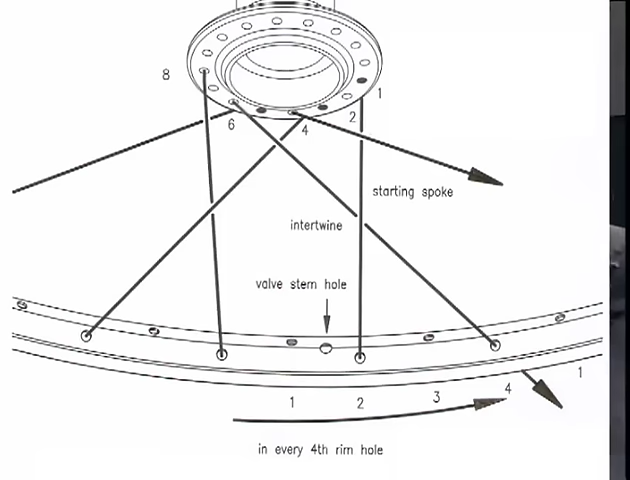 8
1
2
4
6
starting spoke
intertwine
valve stem hole
1
2
3
4
1
in every 4th rim hole